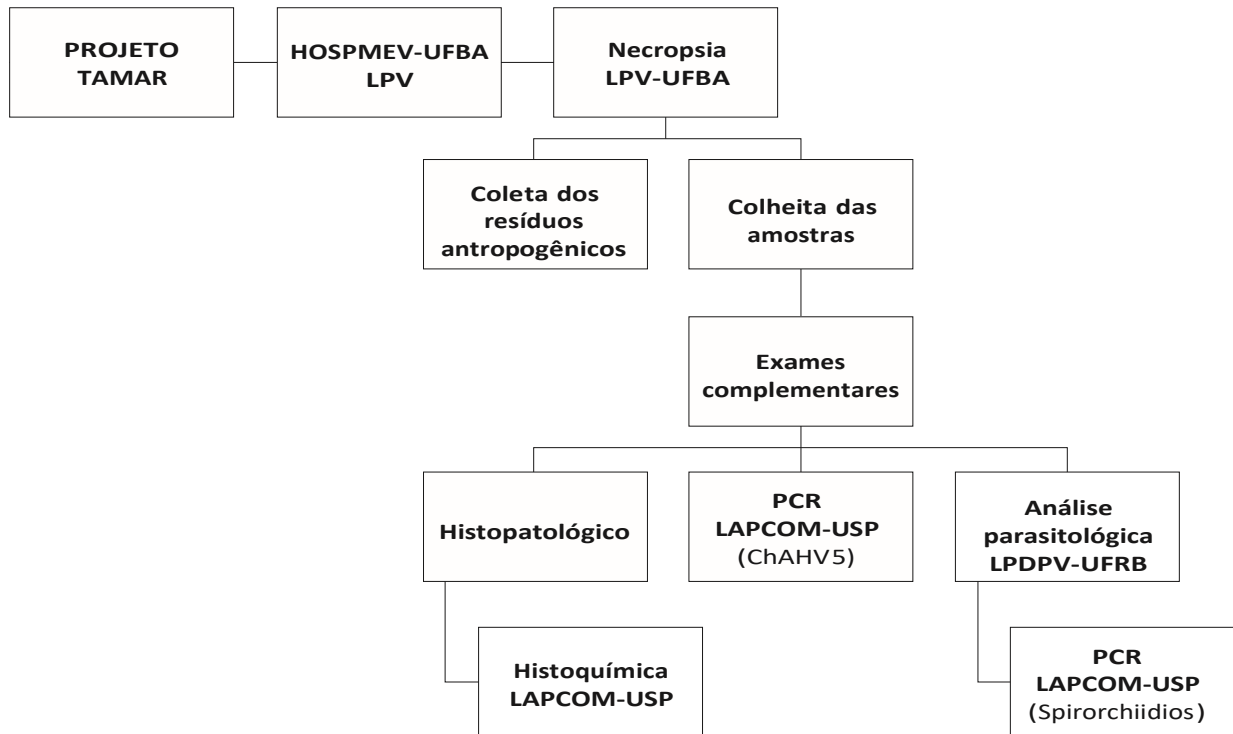 PROJETO
TAMAR
HOSPMEV-UFBA
LPV
Necropsia
LPV-UFBA
Coleta dos
resíduos
antropogênicos
Colheita das
amostras
Exames
complementares
Histopatológico
PCR
LAPCOM-USP
(ChAHV5)
Análise
parasitológica
LPDPV-UFRB
Histoquímica
LAPCOM-USP
PCR
LAPCOM-USP
(Spirorchiidios)